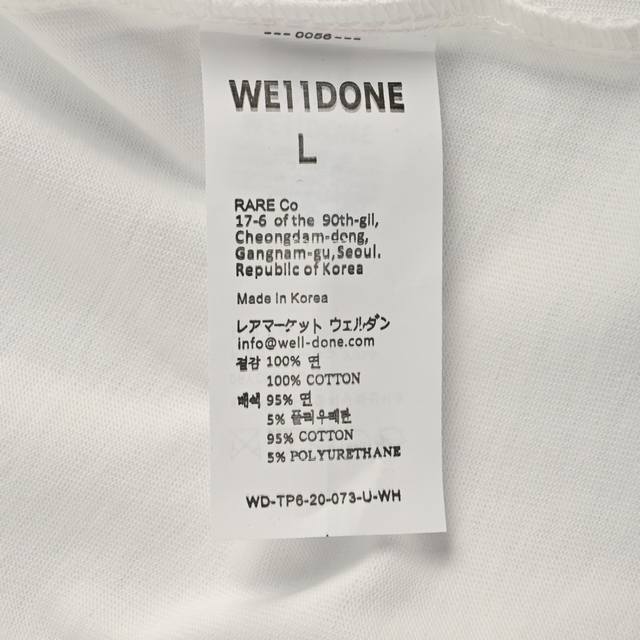 --- 0056---
WE11DONE
L
RARE Co
17-6 of the 90th-gil,
Cheongdam-dong,
Gangnam-gu,Seoul.
Republic of Korea
Made in Korea
レアマーケット ウェルダン
info@well-done.com
겉감 100% 면
100% COTTON
배색 95% 면
5% 폴리우레탄
95% COTTON
5% POLYURETHANE
WD-TP6-20-073-U-WH